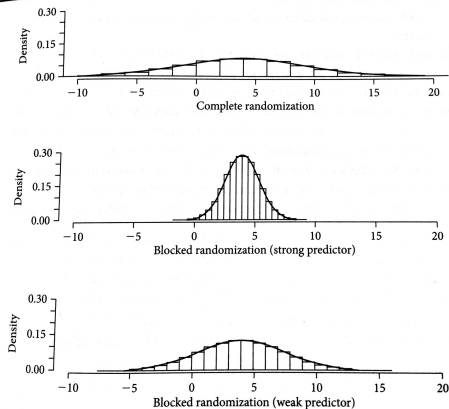 0.30
0.15
0.00
Density
−10 −5 0 5 10 15 20
Complete randomization
0.30
0.15
0.00
Density
−10 −5 0 5 10 15 20
Blocked randomization (strong predictor)
0.30
0.15
0.00
Density
−10 −5 0 5 10 15 20
Blocked randomization (weak predictor)